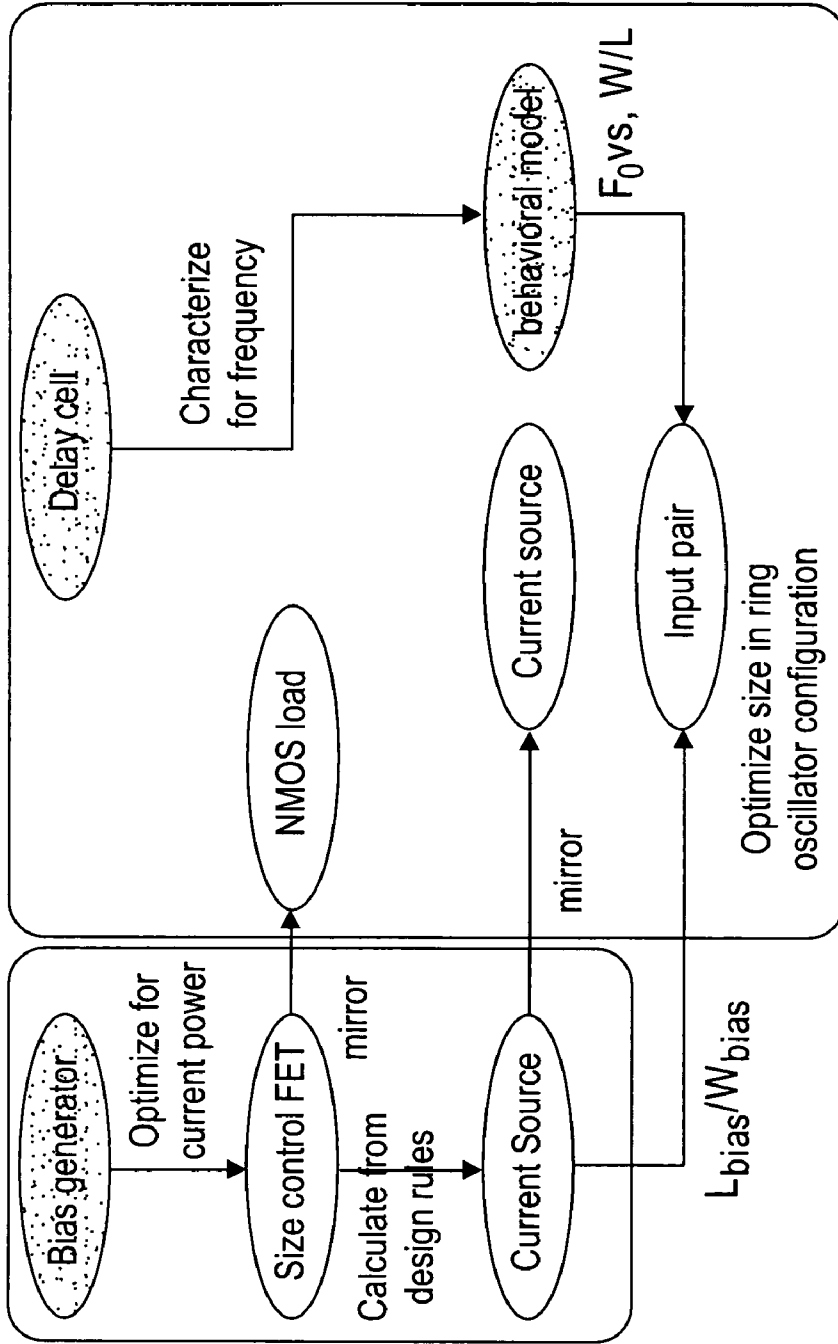 Bias generator
Optimize for
current power
Size control FET
mirror
Calculate from
design rules
Current Source
L_bias/W_bias
Delay cell
Characterize
for frequency
NMOS load
behavioral model
F₀vs, W/L
Current source
mirror
Input pair
Optimize size in ring
oscillator configuration